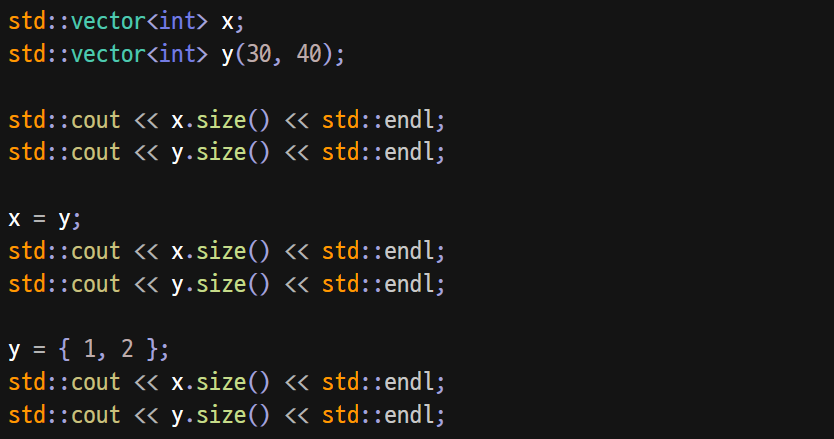 std::vector<int> x;
std::vector<int> y(30, 40);
std::cout << x.size() << std::endl;
std::cout << y.size() << std::endl;
x = y;
std::cout << x.size() << std::endl;
std::cout << y.size() << std::endl;
y = { 1, 2 };
std::cout << x.size() << std::endl;
std::cout << y.size() << std::endl;